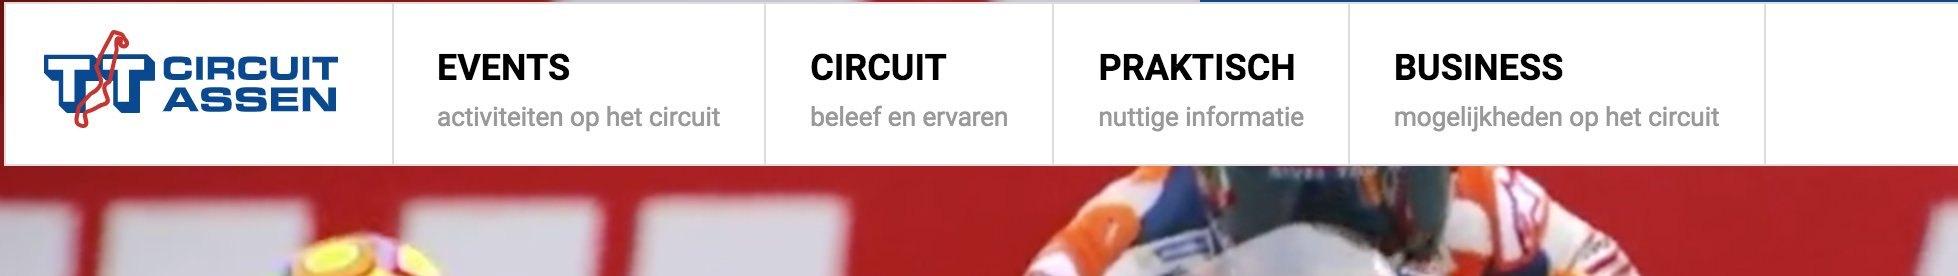 TT CIRCUIT
ASSEN
EVENTS
activiteiten op het circuit
CIRCUIT
beleef en ervaren
PRAKTISCH
nuttige informatie
BUSINESS
mogelijkheden op het circuit